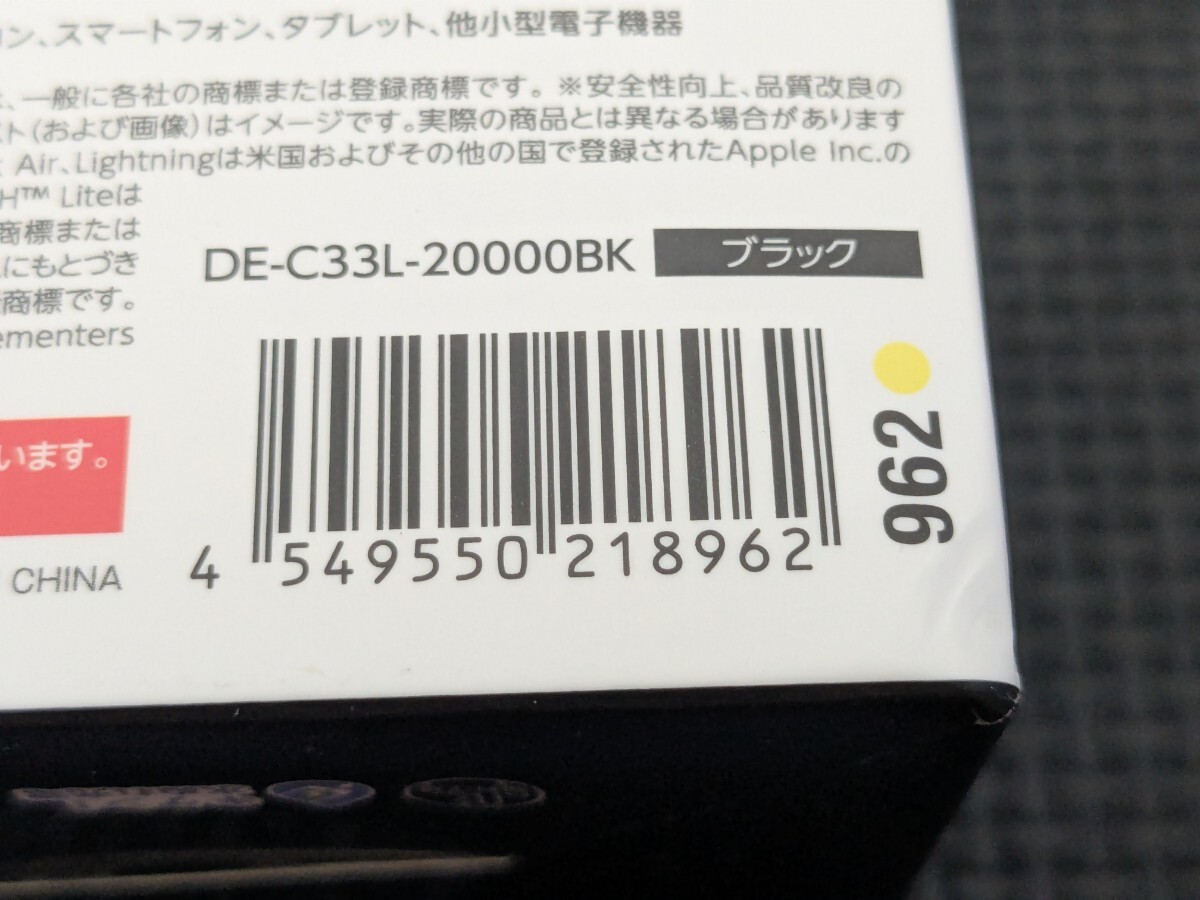 ン、スマートフォン、タブレット、他小型電子機器
、一般に各社の商標または登録商標です。 ※安全性向上、品質改良の
スト(および画像)はイメージです。実際の商品とは異なる場合があります
Air、Lightningは米国およびその他の国で登録されたApple Inc.の
H™ Liteは
商標または
にもとづき
商標です。
ementers
DE-C33L-20000BK ブラック
います。
CHINA
4 549550 218962
962